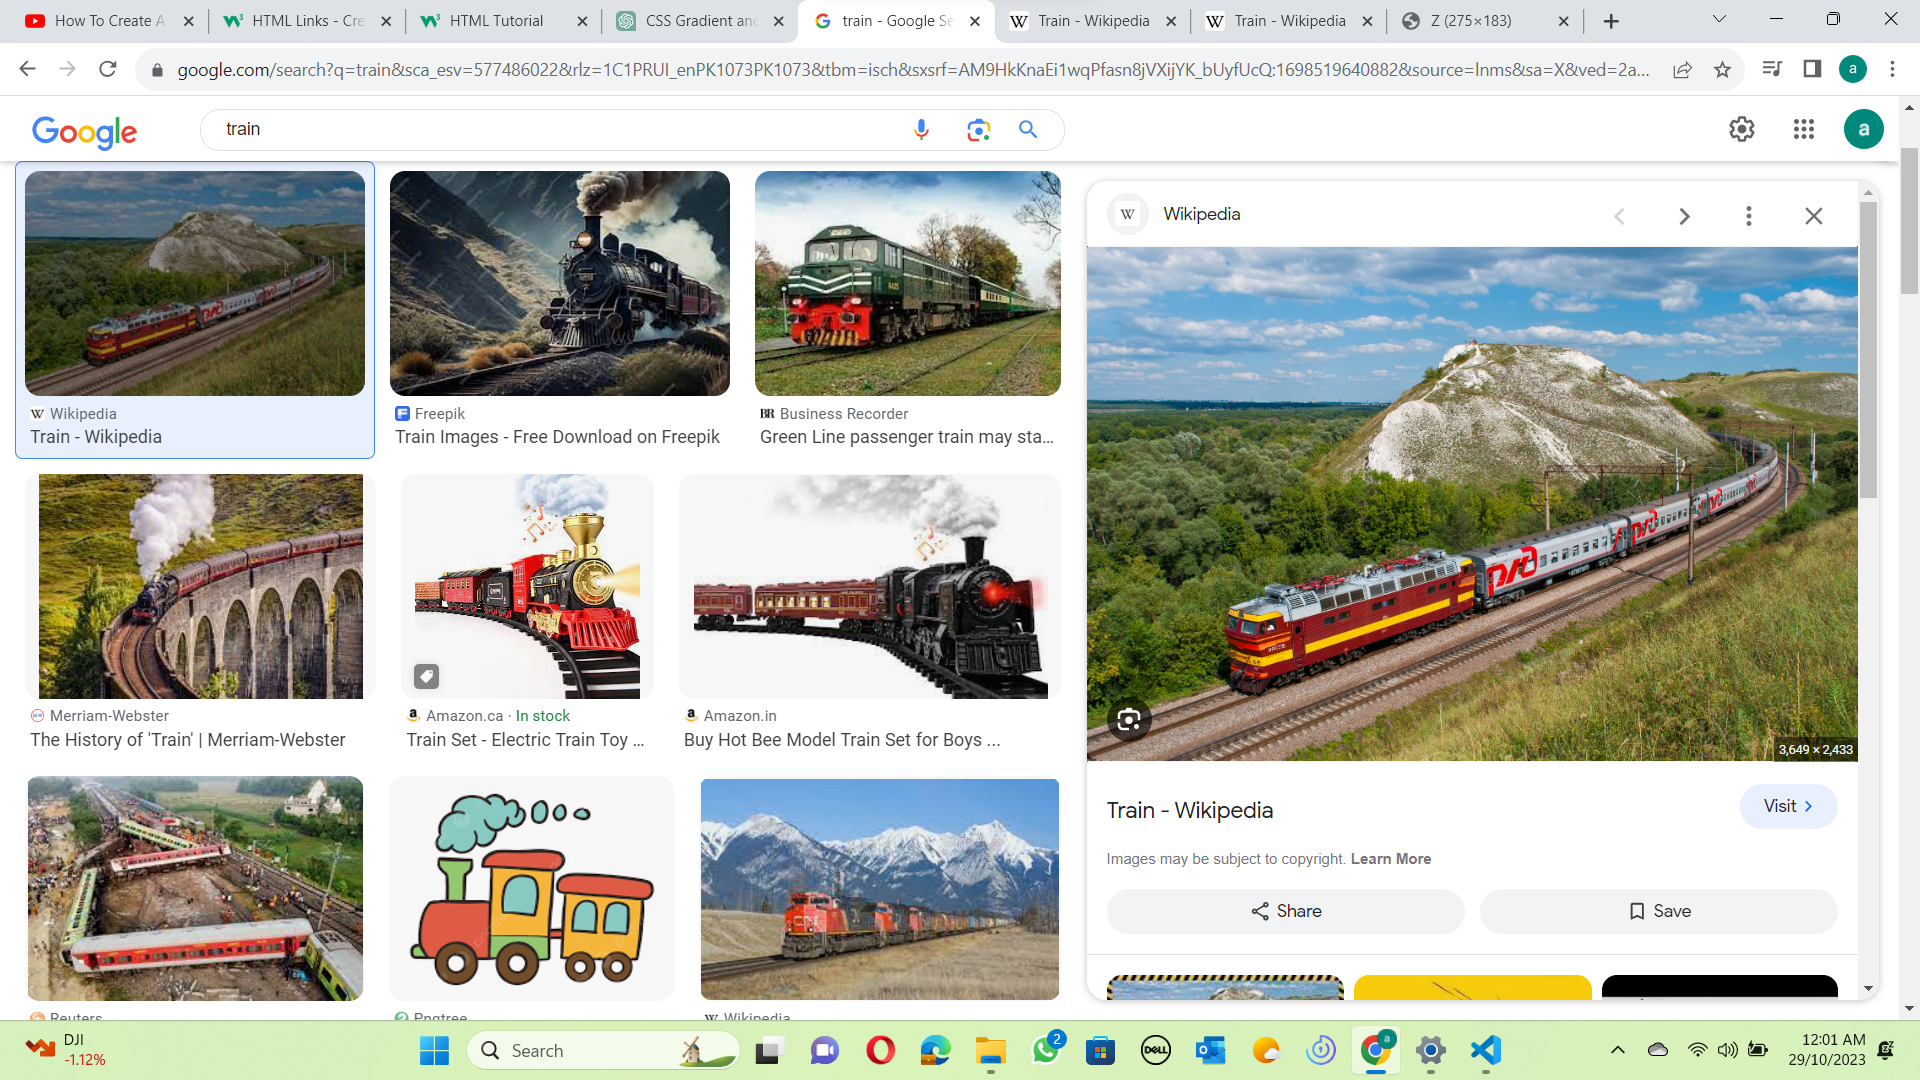 How To Create A
HTML Links - Cre
HTML Tutorial
CSS Gradient and
train - Google Se
Train - Wikipedia
Train - Wikipedia
Z (275×183)
google.com/search?q=train&sca_esv=577486022&rlz=1C1PRUI_enPK1073PK1073&tbm=isch&sxsrf=AM9HkKnaEi1wqPfasn8jVXijYK_bUyfUcQ:1698519640882&source=lnms&sa=X&ved=2a...
a
Google
train
a
W Wikipedia
Train - Wikipedia
Freepik
Train Images - Free Download on Freepik
BR Business Recorder
Green Line passenger train may sta...
Merriam-Webster
The History of 'Train' | Merriam-Webster
a Amazon.ca · In stock
Train Set - Electric Train Toy ...
a Amazon.in
Buy Hot Bee Model Train Set for Boys ...
Reuters
Pngtree
W Wikipedia
W Wikipedia
3,649 × 2,433
Train - Wikipedia
Visit
Images may be subject to copyright. Learn More
Share
Save
DJI
-1.12%
Search
2
DELL
a
12:01 AM
29/10/2023